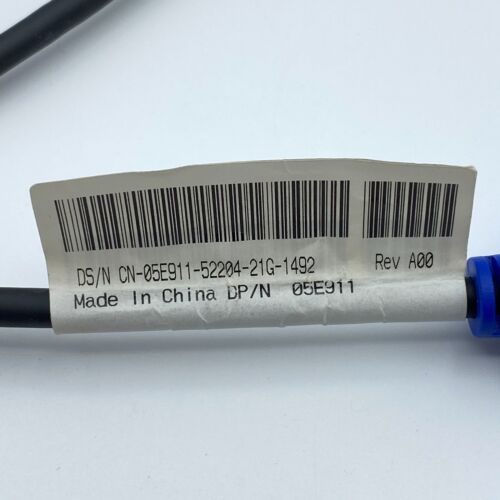 DS/N CN-05E911-52204-21G-1492 Rev A00
Made In China DP/N 05E911